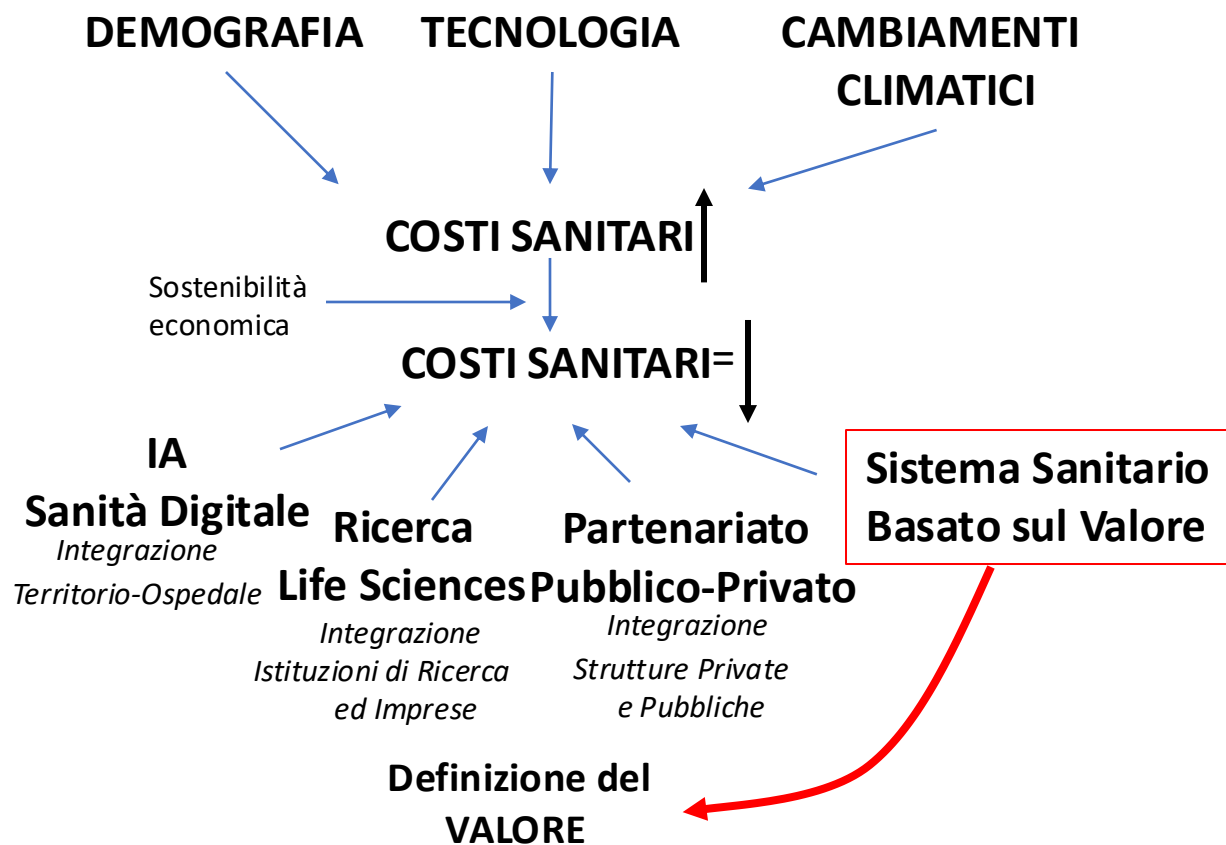 DEMOGRAFIA
TECNOLOGIA
CAMBIAMENTI
CLIMATICI
COSTI SANITARI
Sostenibilità
economica
COSTI SANITARI=
IA
Sanità Digitale
Integrazione
Territorio-Ospedale
Ricerca
Life Sciences
Integrazione
Istituzioni di Ricerca
ed Imprese
Partenariato
Pubblico-Privato
Integrazione
Strutture Private
e Pubbliche
Sistema Sanitario
Basato sul Valore
Definizione del
VALORE